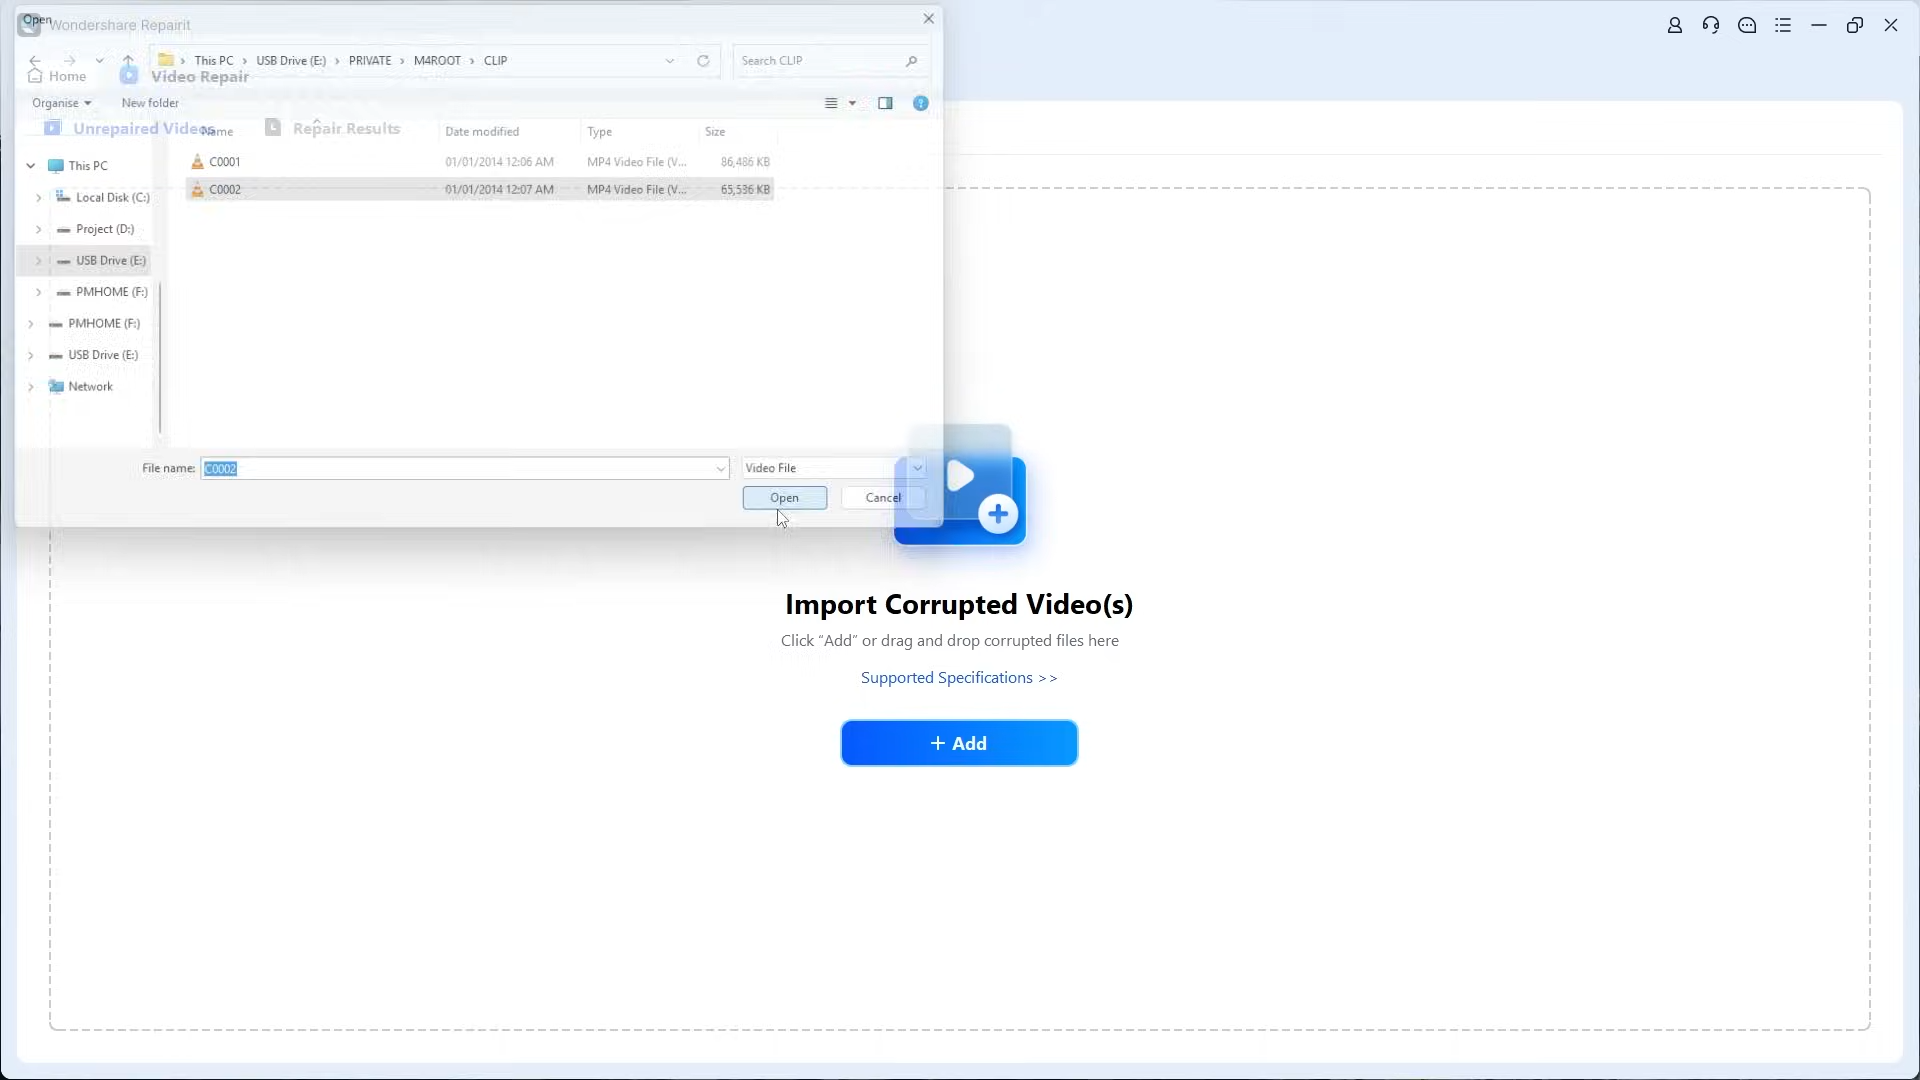 Open
Wondershare Repairit
This PC > USB Drive (E:) > PRIVATE > M4ROOT > CLIP
Search CLIP
Home
Video Repair
Organise
New folder
Unrepaired Videos
Repair Results
Name
Date modified
Type
Size
This PC
C0001
01/01/2014 12:06 AM
MP4 Video File (V...
86,486 KB
C0002
01/01/2014 12:07 AM
MP4 Video File (V...
65,536 KB
Local Disk (C:)
Project (D:)
USB Drive (E:)
PMHOME (F:)
PMHOME (F:)
USB Drive (E:)
Network
File name:
C0002
Video File
Open
Cancel
Import Corrupted Video(s)
Click “Add” or drag and drop corrupted files here
Supported Specifications >>
+ Add